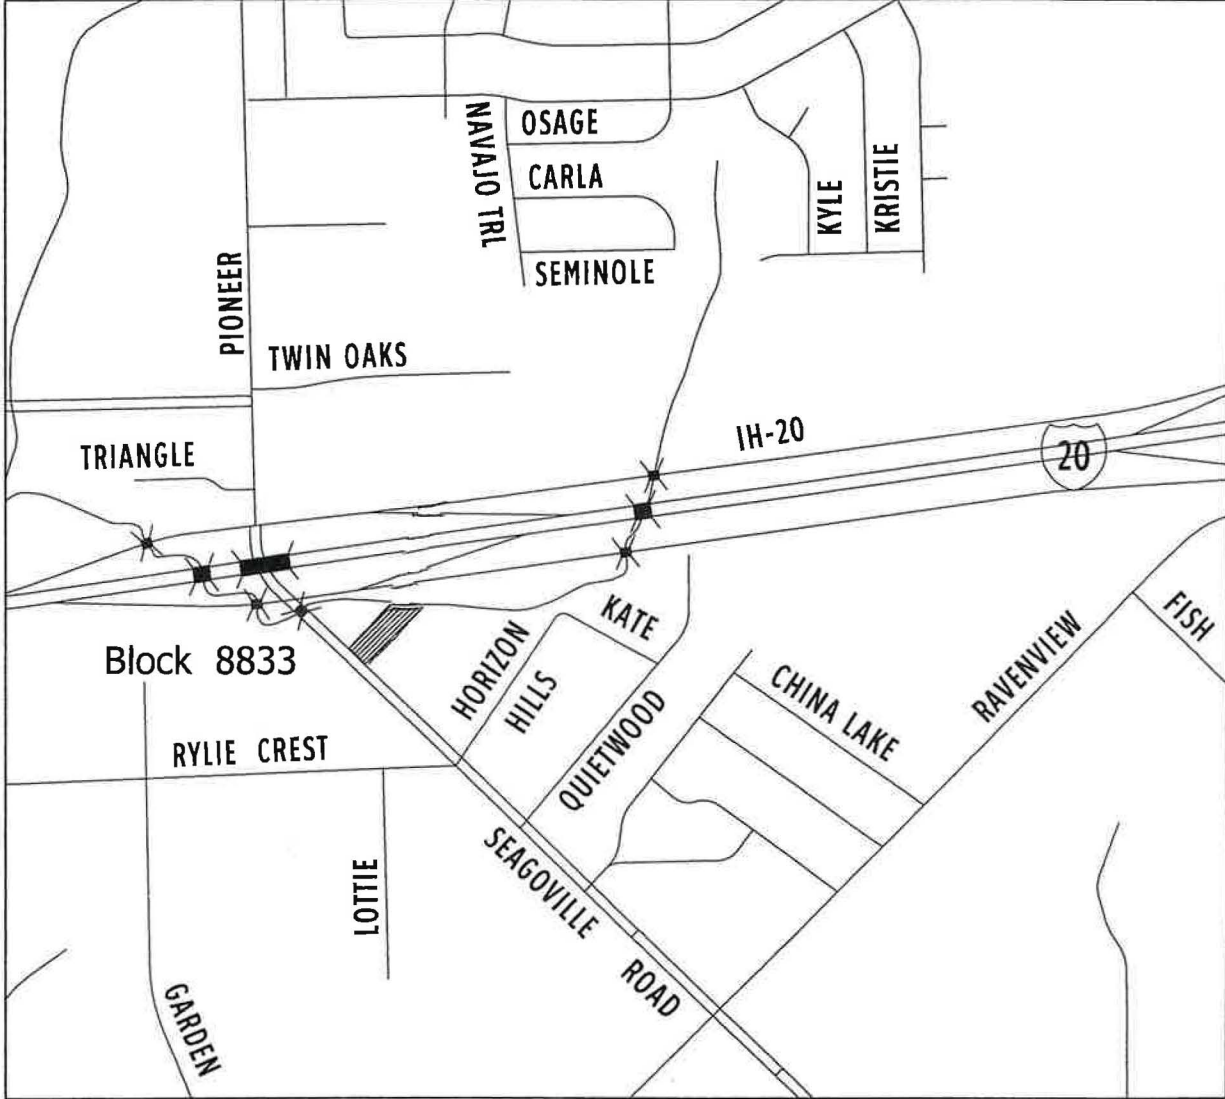 OSAGE
NAVAJO TRL
CARLA
KYLE
KRISTIE
SEMINOLE
PIONEER
TWIN OAKS
IH-20
TRIANGLE
20
KATE
FISH
HORIZON
HILLS
Block 8833
RAVENVIEW
CHINA LAKE
QUIETWOOD
RYLIE CREST
SEAGOVILLE
ROAD
LOTTIE
GARDEN